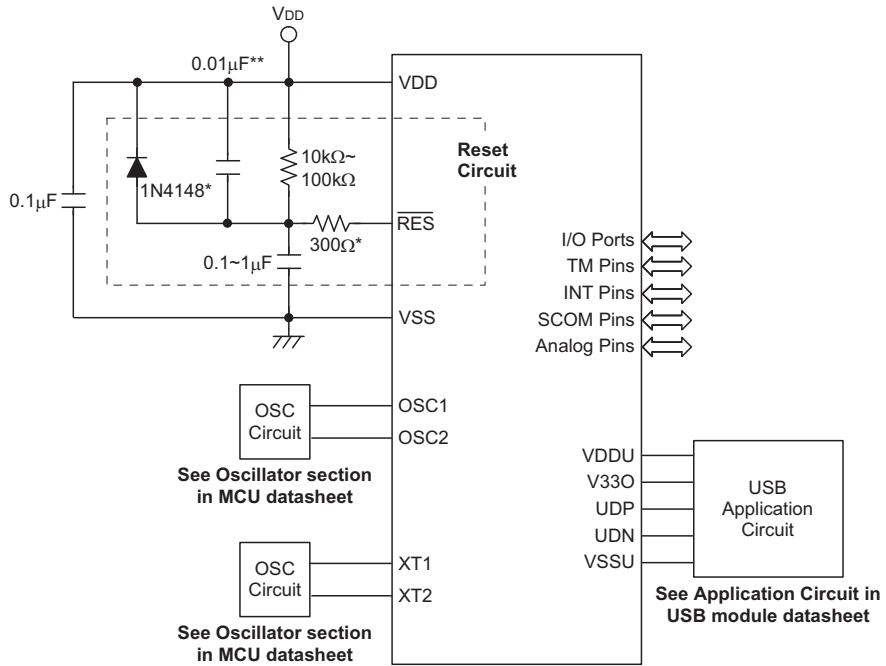 VDD
0.01μF**
VDD
Reset
Circuit
10kΩ~
100kΩ
1N4148*
0.1μF
RES
300Ω*
0.1~1μF
VSS
I/O Ports
TM Pins
INT Pins
SCOM Pins
Analog Pins
OSC
Circuit
OSC1
OSC2
See Oscillator section
in MCU datasheet
VDDU
V33O
UDP
UDN
VSSU
USB
Application
Circuit
See Application Circuit in
USB module datasheet
OSC
Circuit
XT1
XT2
See Oscillator section
in MCU datasheet